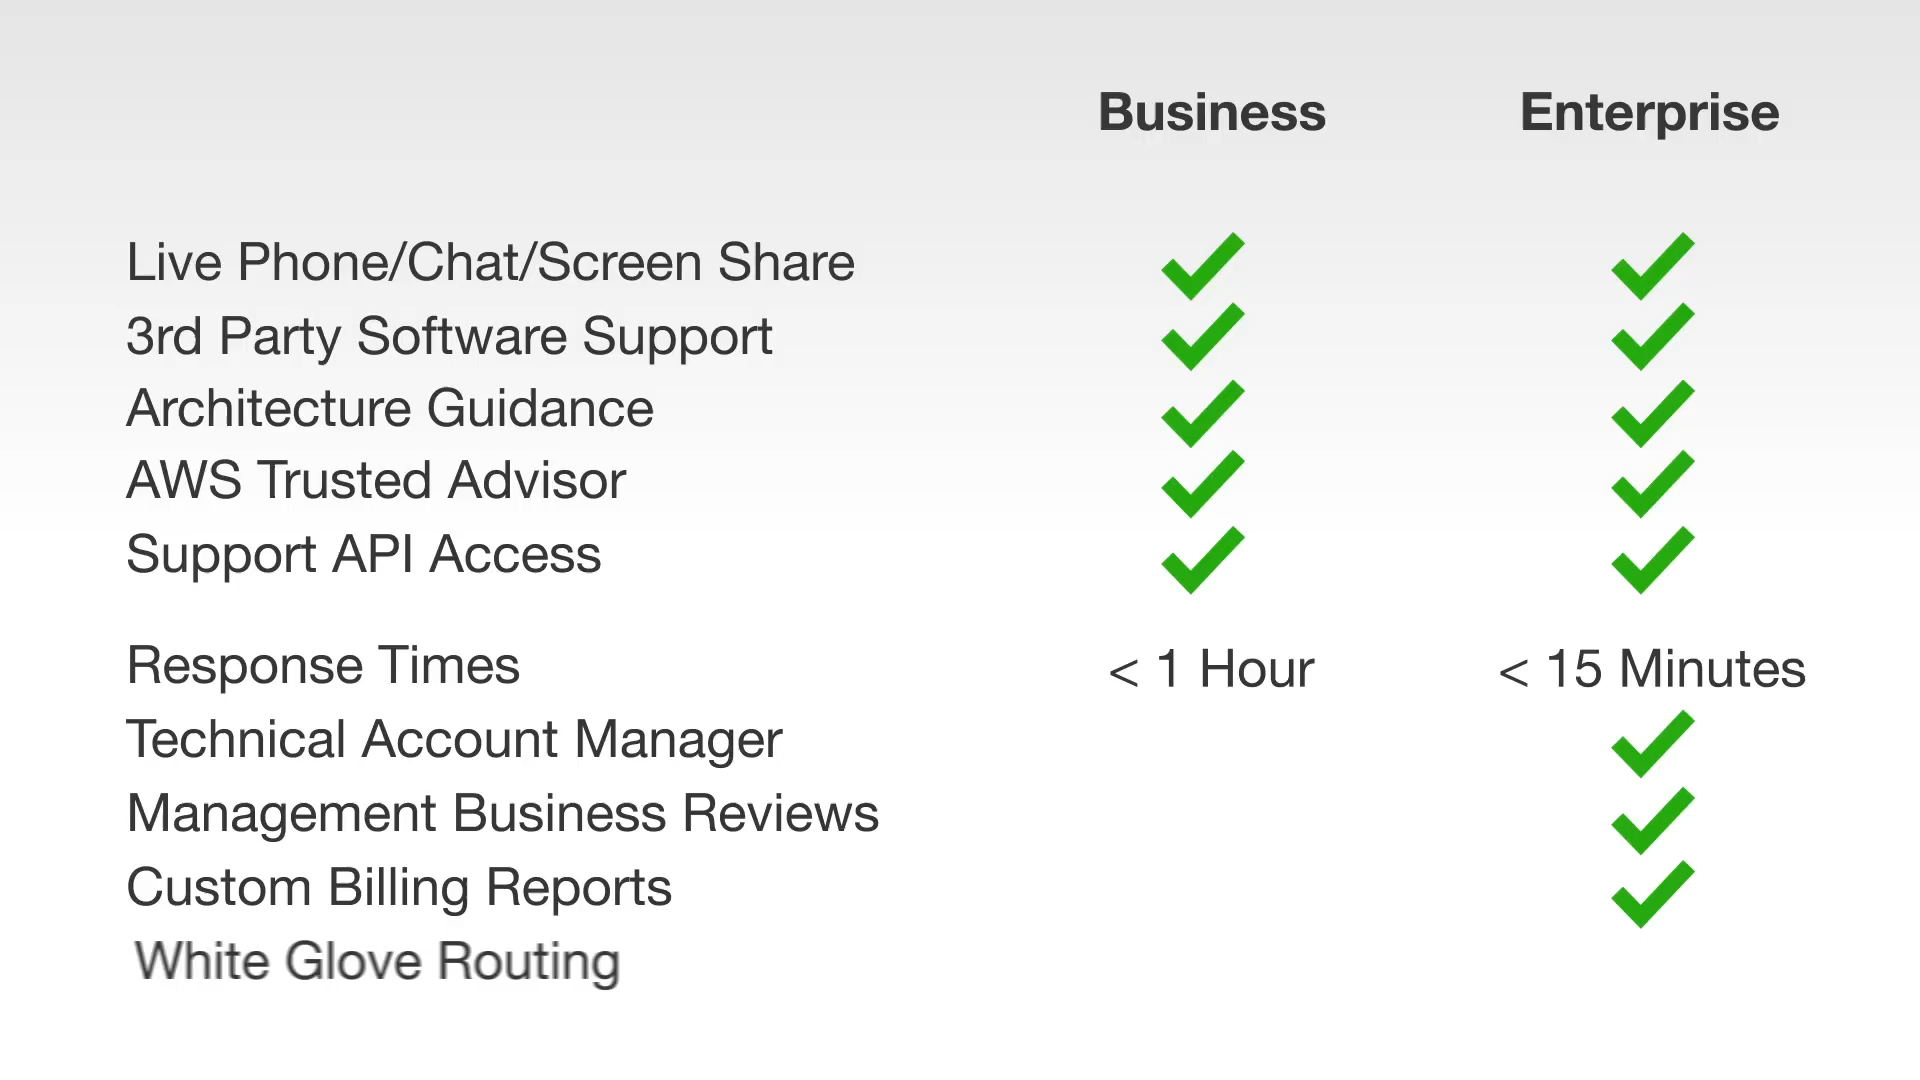 Business Enterprise
Live Phone/Chat/Screen Share
3rd Party Software Support
Architecture Guidance
AWS Trusted Advisor
Support API Access
Response Times < 1 Hour < 15 Minutes
Technical Account Manager
Management Business Reviews
Custom Billing Reports
White Glove Routing